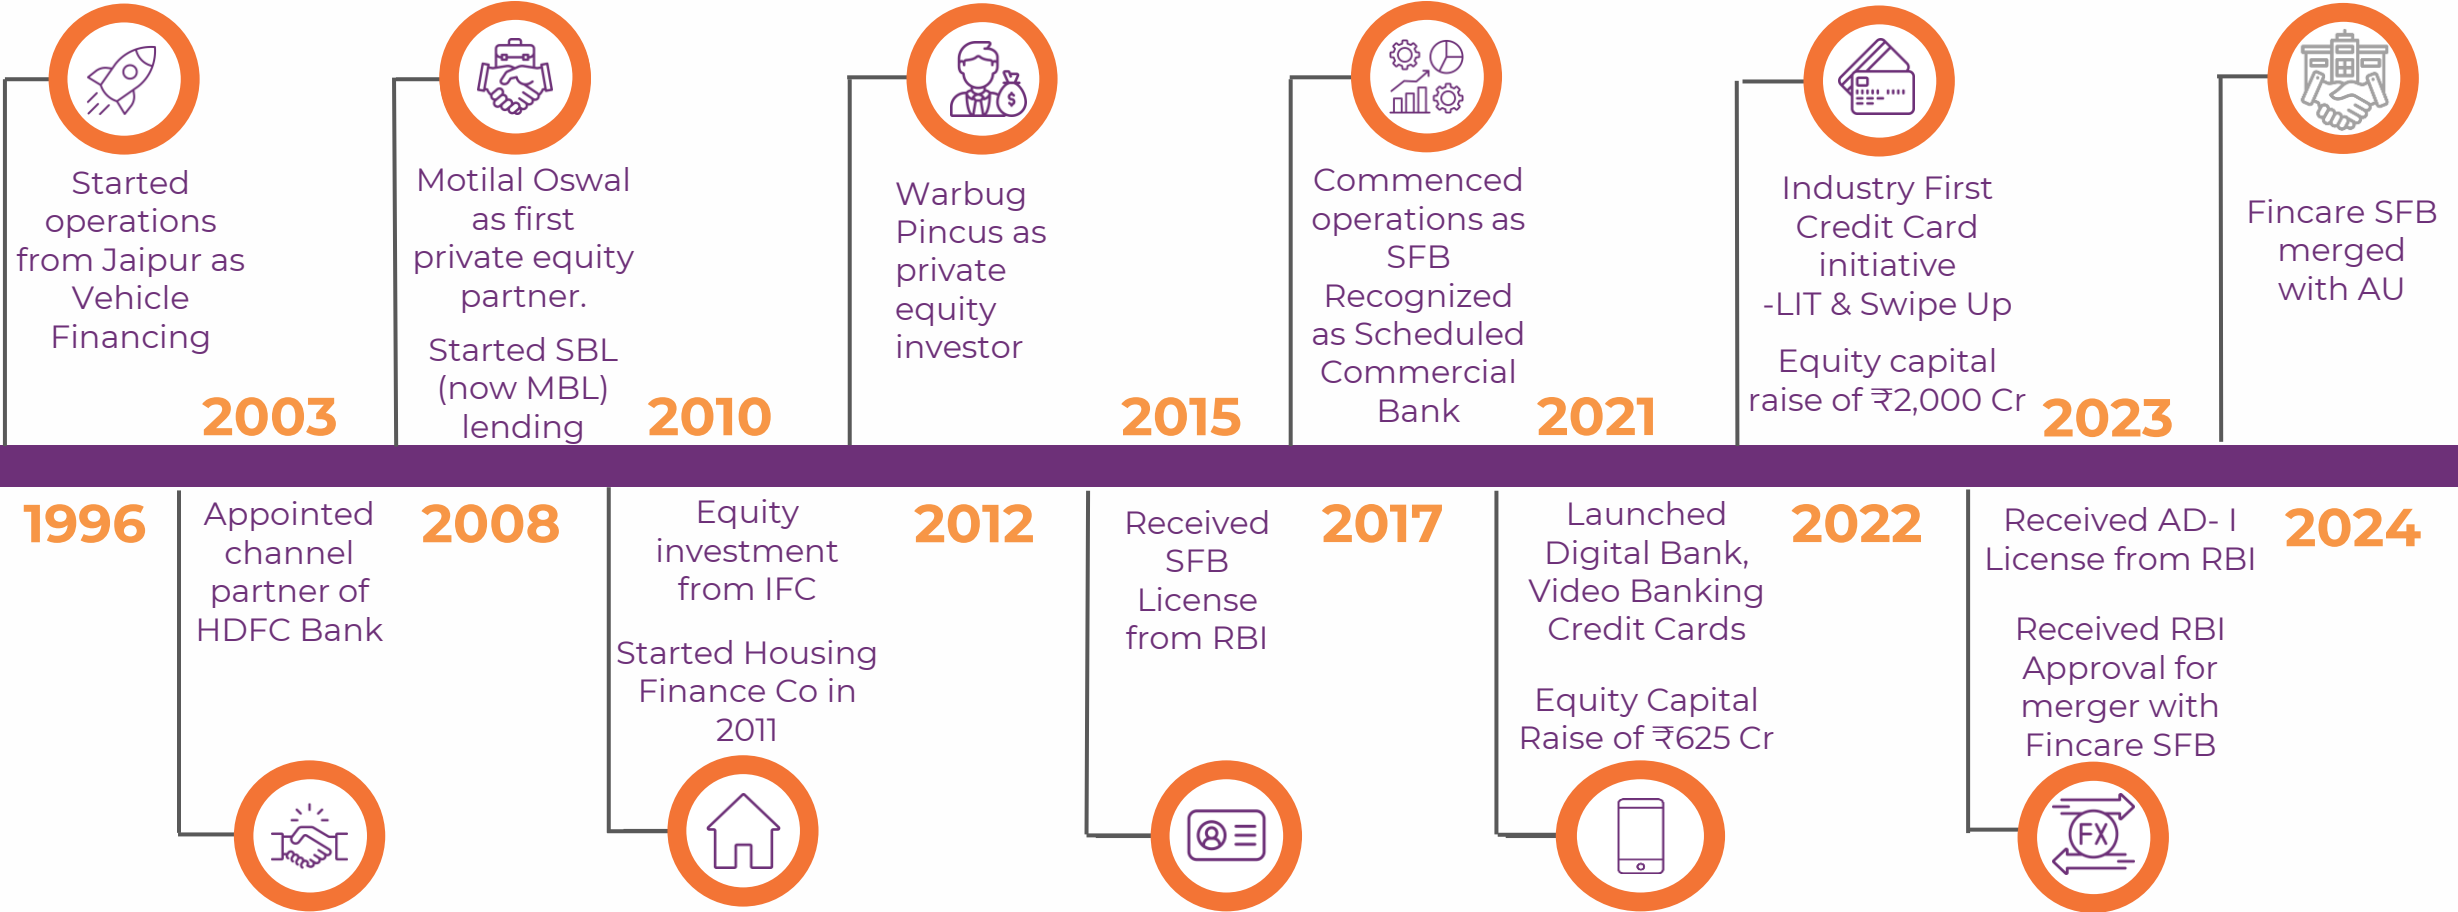 Started
operations
from Jaipur as
Vehicle
Financing
1996
2003
Appointed
channel
partner of
HDFC Bank
Motilal Oswal
as first
private equity
partner.
Started SBL
(now MBL)
lending
2008
2010
Equity
investment
from IFC
Started Housing
Finance Co in
2011
Warbug
Pincus as
private
equity
investor
2012
2015
Received
SFB
License
from RBI
Commenced
operations as
SFB
Recognized
as Scheduled
Commercial
Bank
2017
2021
Launched
Digital Bank,
Video Banking
Credit Cards
Equity Capital
Raise of ₹625 Cr
Industry First
Credit Card
initiative
-LIT & Swipe Up
Equity capital
raise of ₹2,000 Cr
2022
2023
Received AD- I
License from RBI
Received RBI
Approval for
merger with
Fincare SFB
FX
Fincare SFB
merged
with AU
2024
$